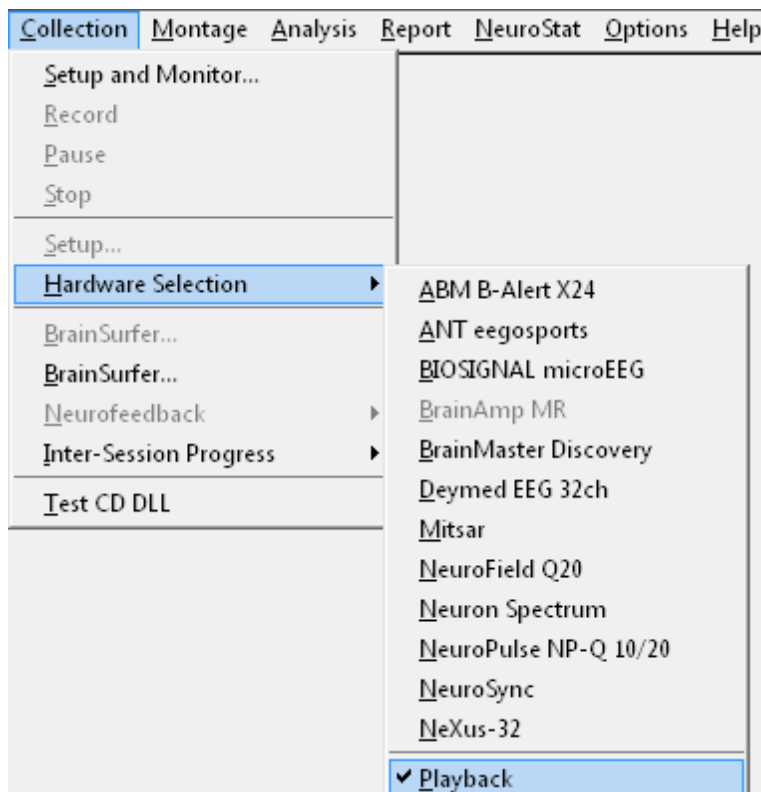 Collection Montage Analysis Report NeuroStat Options Help
Setup and Monitor...
Record
Pause
Stop
Setup...
Hardware Selection
BrainSurfer...
BrainSurfer...
Neurofeedback
Inter-Session Progress
Test CD DLL
ABM B-Alert X24
ANT eegosports
BIOSIGNAL microEEG
BrainAmp MR
BrainMaster Discovery
Deymed EEG 32ch
Mitsar
NeuroField Q20
Neuron Spectrum
NeuroPulse NP-Q 10/20
NeuroSync
NeXus-32
Playback